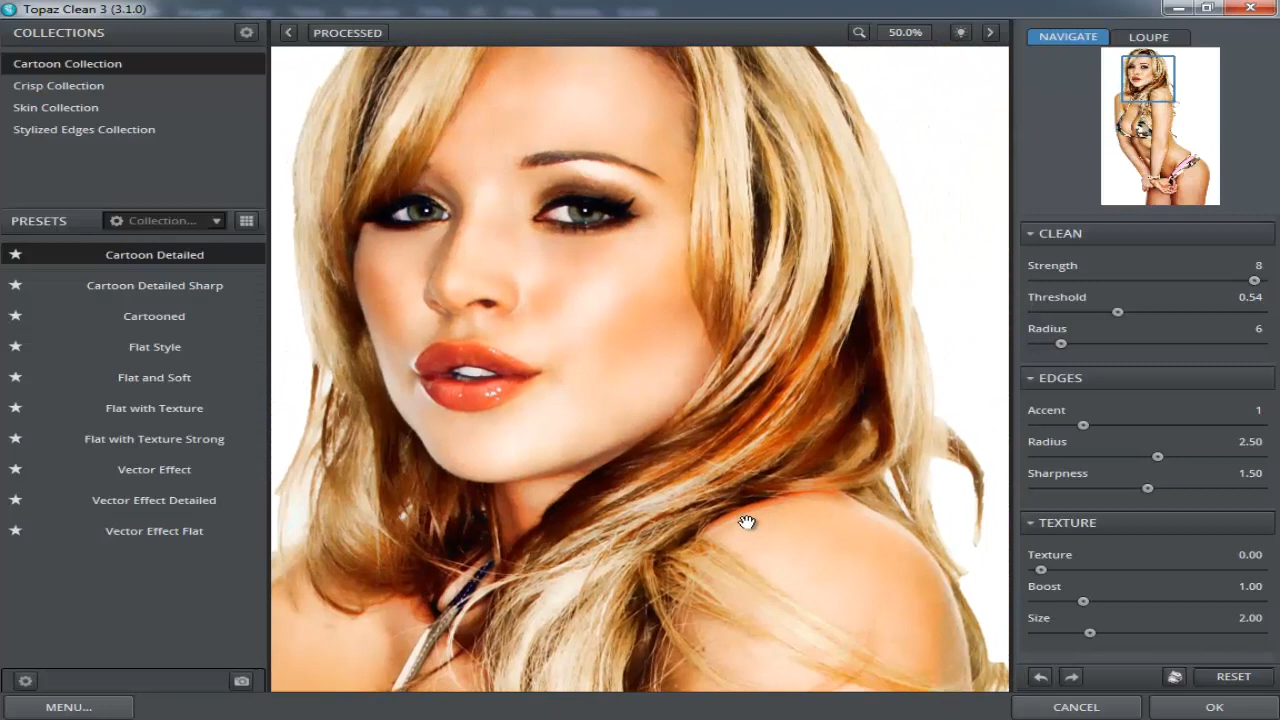 Topaz Clean 3 (3.1.0)
COLLECTIONS
Cartoon Collection
Crisp Collection
Skin Collection
Stylized Edges Collection
PRESETS
Collection...
Cartoon Detailed
Cartoon Detailed Sharp
Cartooned
Flat Style
Flat and Soft
Flat with Texture
Flat with Texture Strong
Vector Effect
Vector Effect Detailed
Vector Effect Flat
MENU...
PROCESSED
50.0%
NAVIGATE
LOUPE
CLEAN
Strength 8
Threshold 0.54
Radius 6
EDGES
Accent 1
Radius 2.50
Sharpness 1.50
TEXTURE
Texture 0.00
Boost 1.00
Size 2.00
RESET
CANCEL
OK